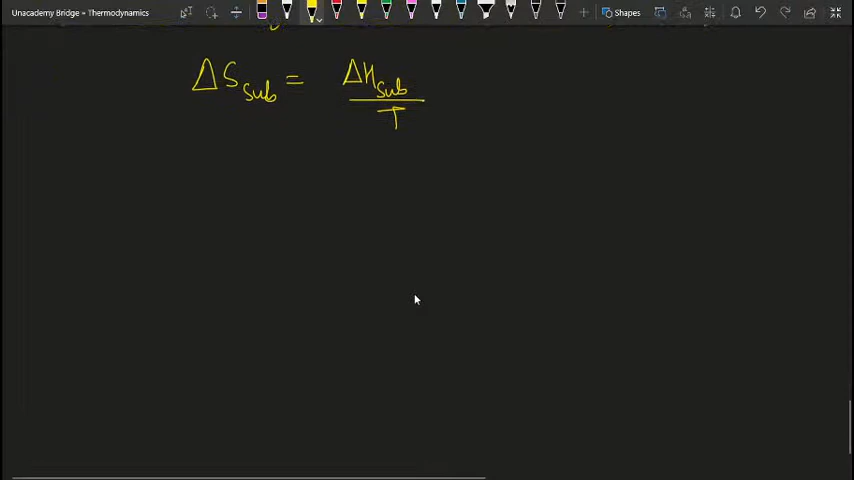 Unacademy Bridge – Thermodynamics
Shapes
ΔS_sub = ΔH_sub
T